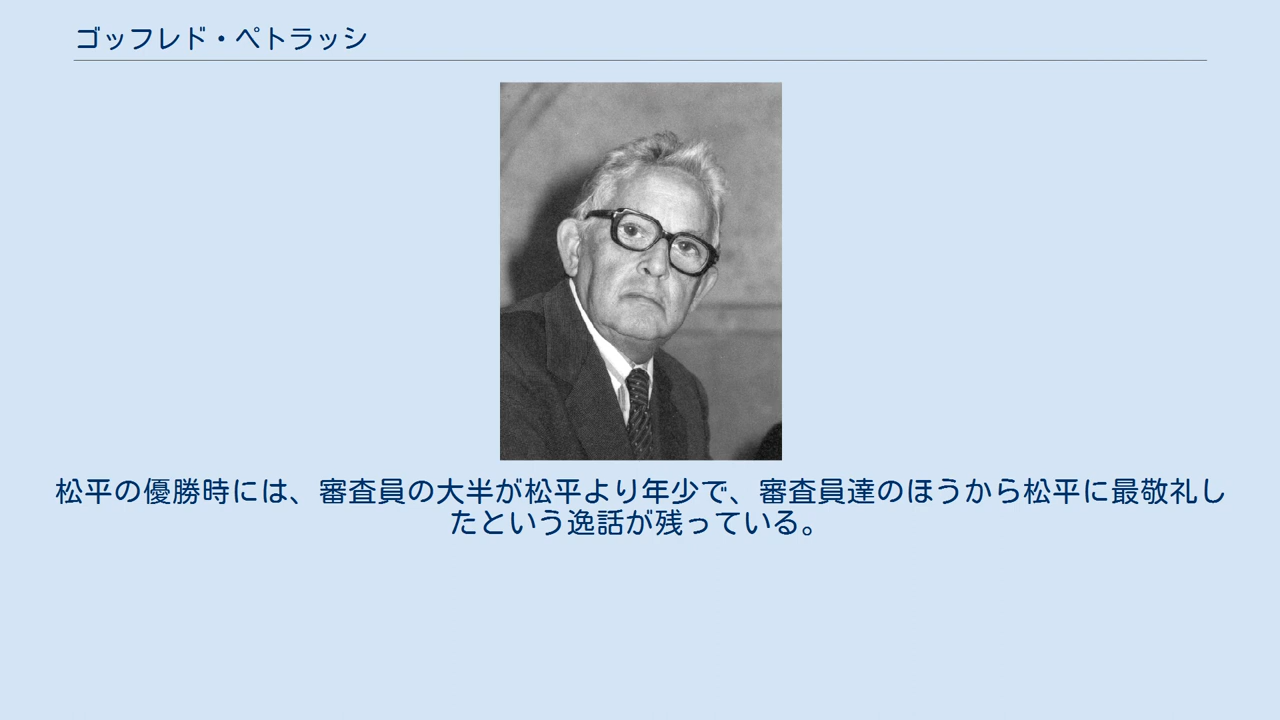 ゴッフレド・ペトラッシ
松平の優勝時には、審査員の大半が松平より年少で、審査員達のほうから松平に最敬礼し
たという逸話が残っている。